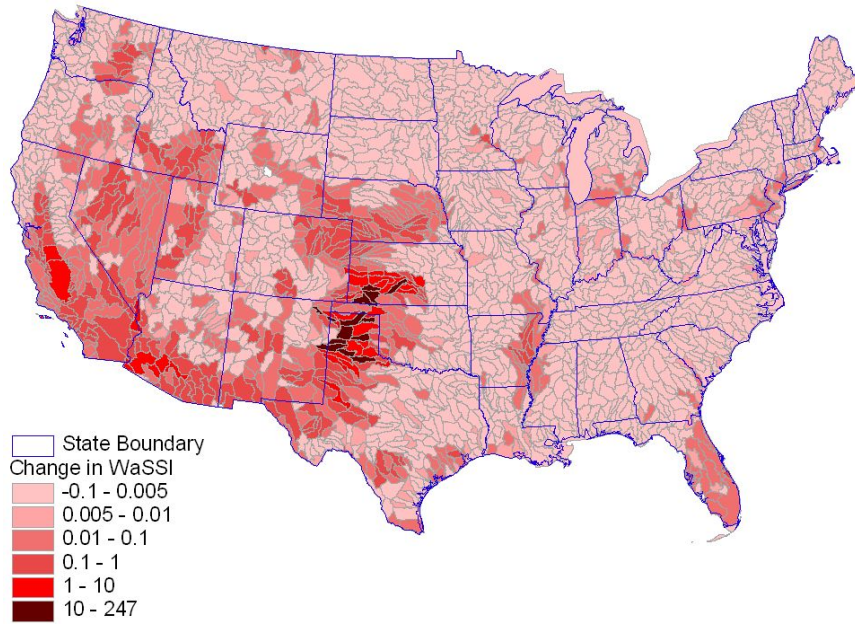 State Boundary
Change in WaSSI
-0.1 - 0.005
0.005 - 0.01
0.01 - 0.1
0.1 - 1
1 - 10
10 - 247